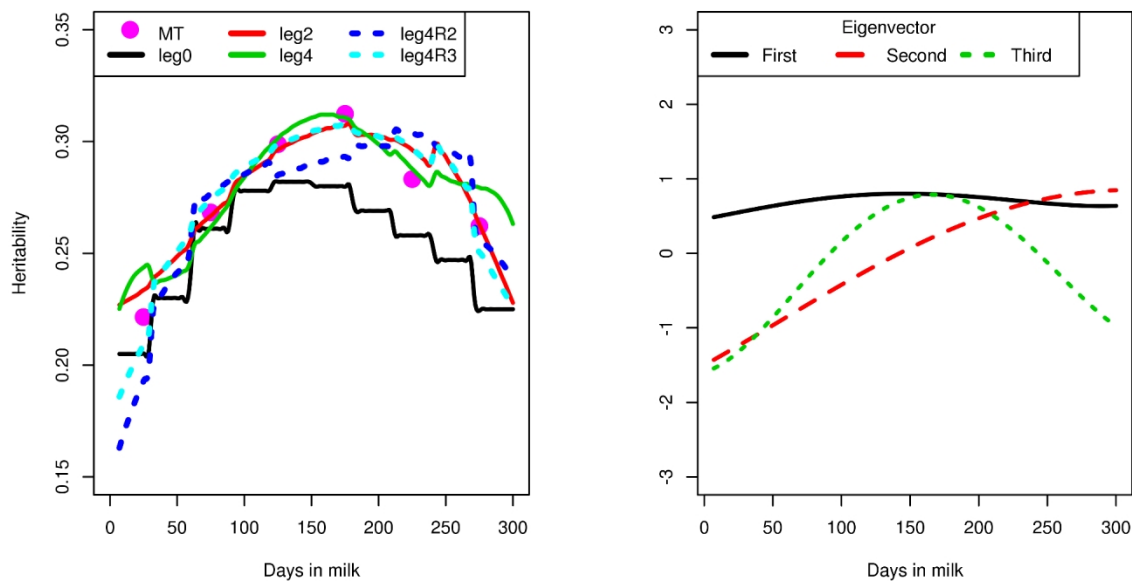 MT leg2 leg4R2
leg0 leg4 leg4R3
Heritability
0.35
0.30
0.25
0.20
0.15
0 50 100 150 200 250 300
Days in milk
Eigenvector
First Second Third
3
2
1
0
-1
-2
-3
0 50 100 150 200 250 300
Days in milk